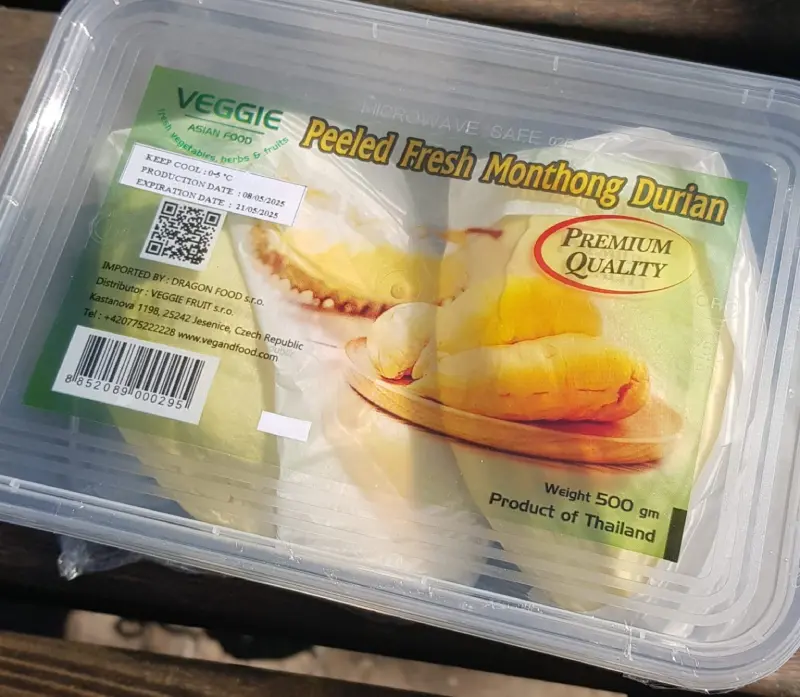 VEGGIE
ASIAN FOOD
fresh vegetables, herbs & fruits
MICROWAVE SAFE
Peeled Fresh Monthong Durian
KEEP COOL : 0-5 °C
PRODUCTION DATE : 08/05/2025
EXPIRATION DATE : 21/05/2025
PREMIUM
QUALITY
IMPORTED BY : DRAGON FOOD s.r.o.
Distributor : VEGGIE FRUIT s.r.o.
Kastanova 1198, 25242 Jesenice, Czech Republic
Tel : +420775222228 www.vegandfood.com
8 852089 000295
Weight 500 gm
Product of Thailand